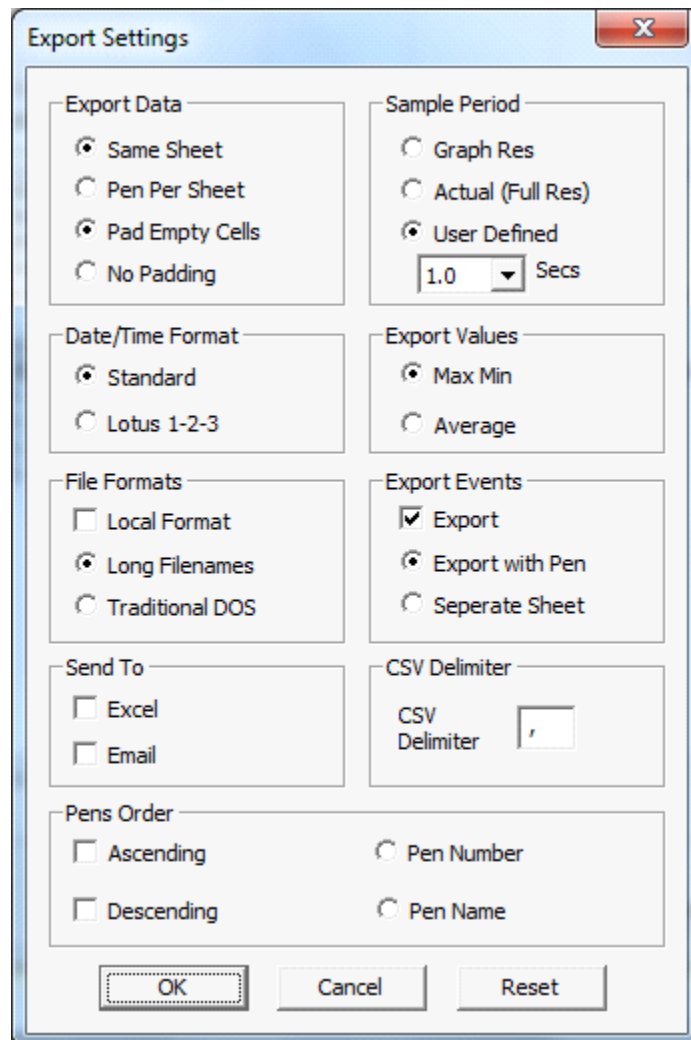 Export Settings
Export Data
Same Sheet
Pen Per Sheet
Pad Empty Cells
No Padding
Sample Period
Graph Res
Actual (Full Res)
User Defined
1.0 Secs
Date/Time Format
Standard
Lotus 1-2-3
Export Values
Max Min
Average
File Formats
Local Format
Long Filenames
Traditional DOS
Export Events
Export
Export with Pen
Seperate Sheet
Send To
Excel
Email
CSV Delimiter
CSV
Delimiter ,
Pens Order
Ascending Pen Number
Descending Pen Name
OK Cancel Reset